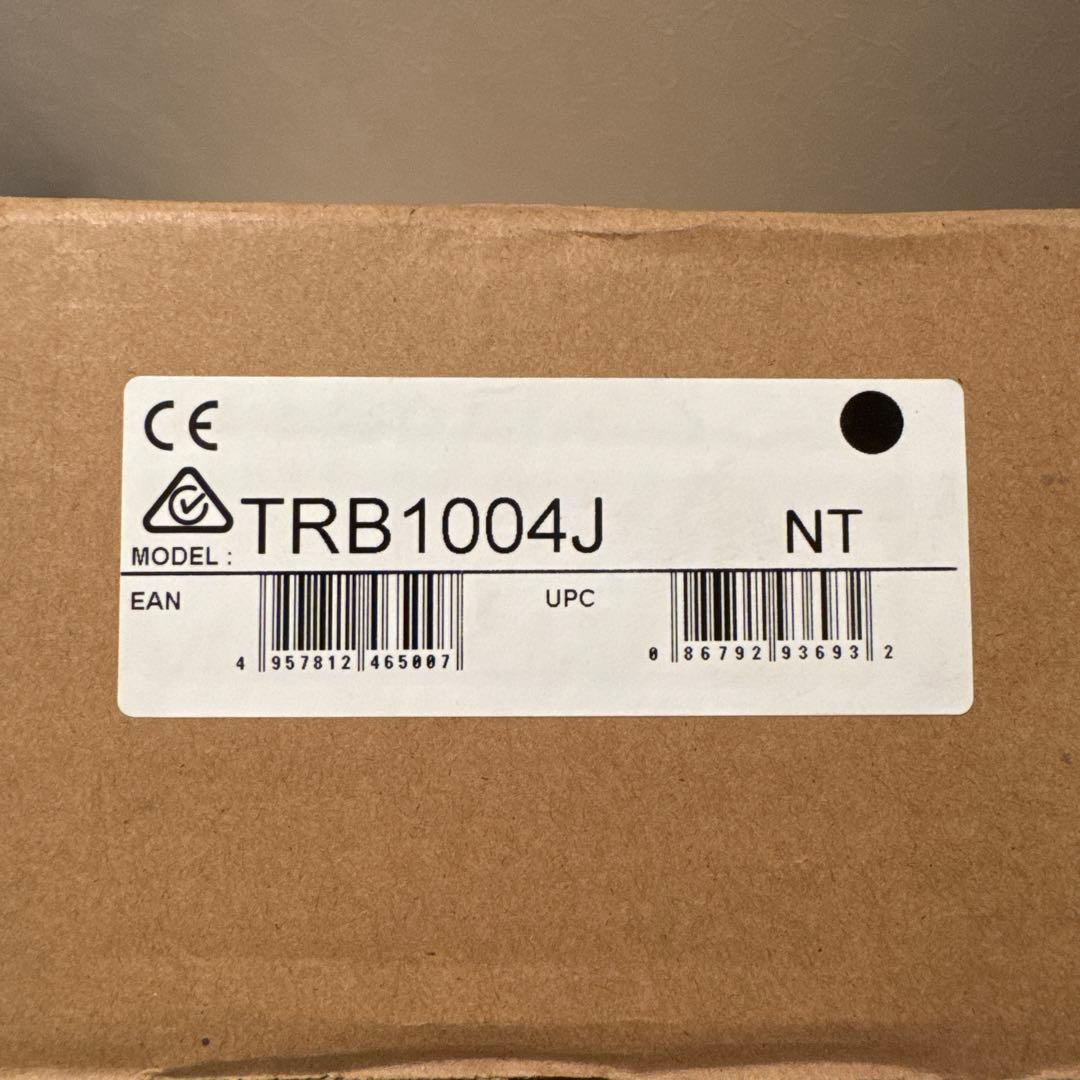 CE
MODEL : TRB1004J NT
EAN UPC
4 957812 465007 0 86792 93693 2